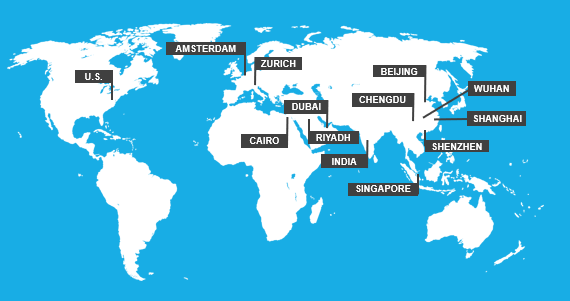 AMSTERDAM
ZURICH
U.S.
BEIJING
WUHAN
DUBAI
CHENGDU
SHANGHAI
CAIRO
RIYADH
SHENZHEN
INDIA
SINGAPORE